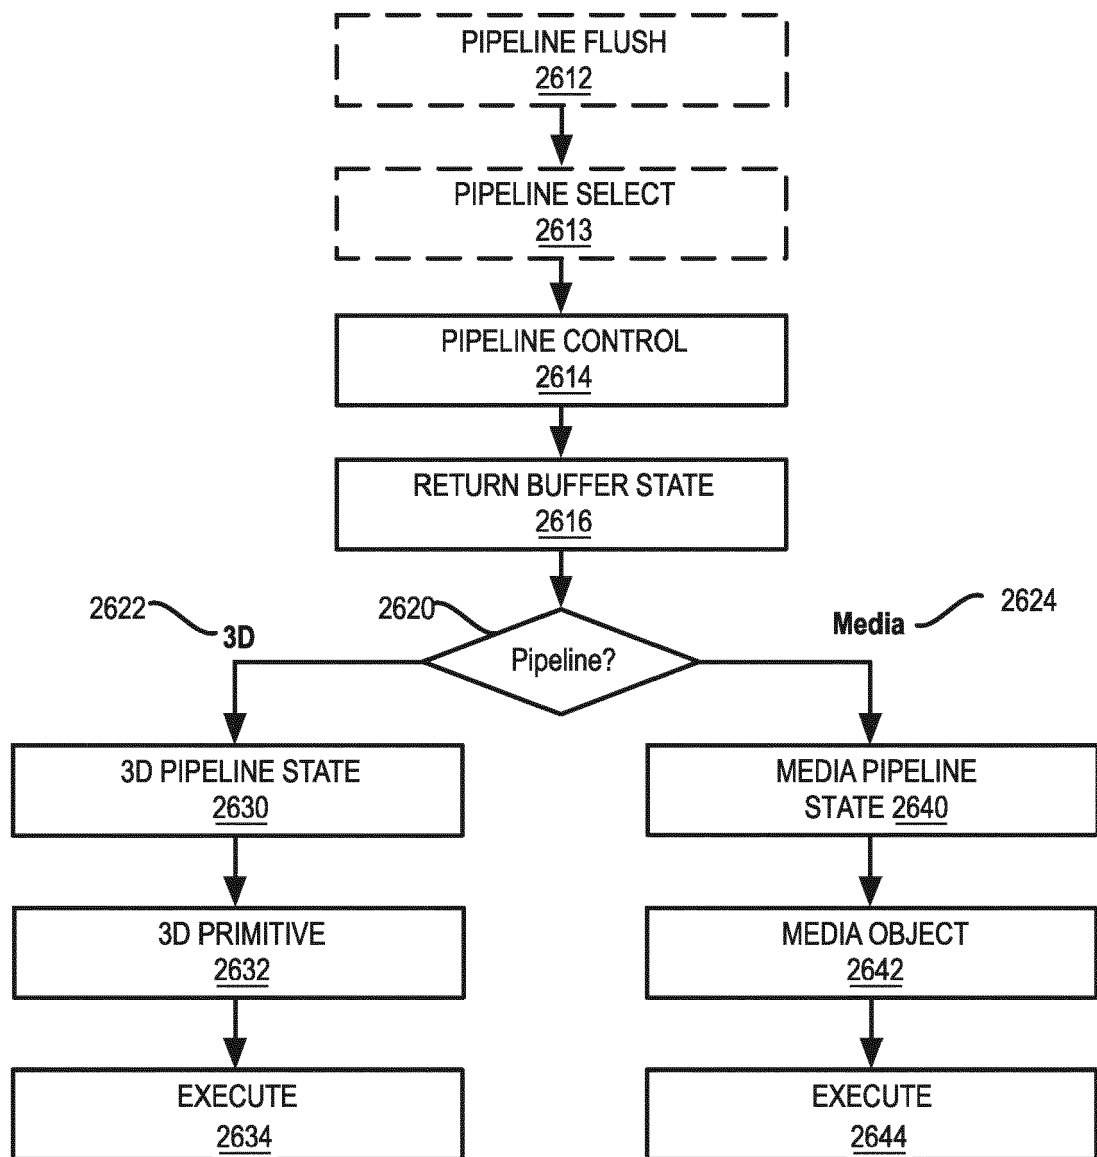 PIPELINE FLUSH
2612
PIPELINE SELECT
2613
PIPELINE CONTROL
2614
RETURN BUFFER STATE
2616
2622
3D
2620
Pipeline?
Media
2624
3D PIPELINE STATE
2630
MEDIA PIPELINE
STATE 2640
3D PRIMITIVE
2632
MEDIA OBJECT
2642
EXECUTE
2634
EXECUTE
2644